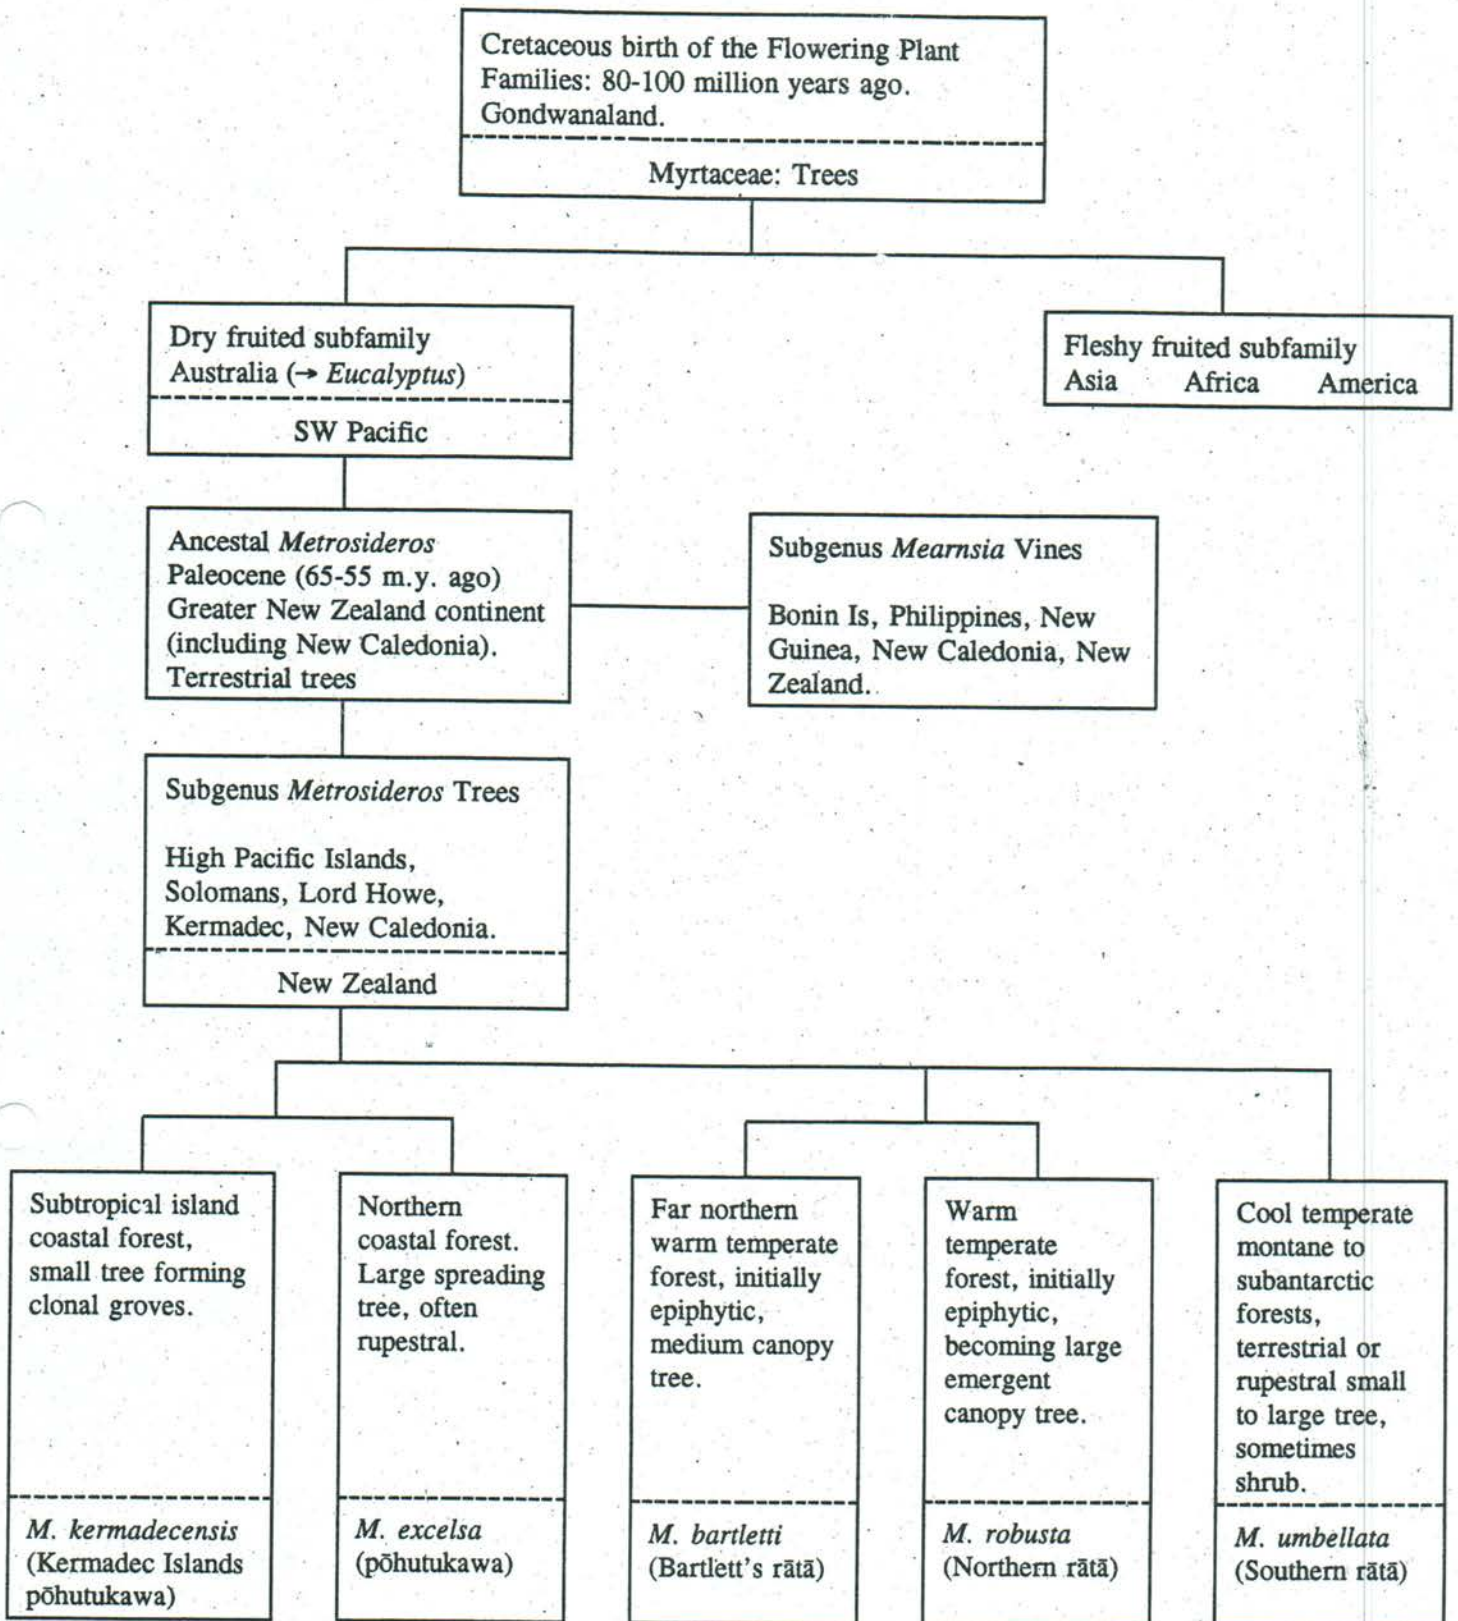 Cretaceous birth of the Flowering Plant
Families: 80-100 million years ago.
Gondwanaland.
Myrtaceae: Trees
Dry fruited subfamily
Australia (→ Eucalyptus)
SW Pacific
Fleshy fruited subfamily
Asia Africa America
Ancestal Metrosideros
Paleocene (65-55 m.y. ago)
Greater New Zealand continent
(including New Caledonia).
Terrestrial trees
Subgenus Mearnsia Vines
Bonin Is, Philippines, New
Guinea, New Caledonia, New
Zealand.
Subgenus Metrosideros Trees
High Pacific Islands,
Solomans, Lord Howe,
Kermadec, New Caledonia.
New Zealand
Subtropical island
coastal forest,
small tree forming
clonal groves.
M. kermadecensis
(Kermadec Islands
pōhutukawa)
Northern
coastal forest.
Large spreading
tree, often
rupestral.
M. excelsa
(pōhutukawa)
Far northern
warm temperate
forest, initially
epiphytic,
medium canopy
tree.
M. bartletti
(Bartlett's rātā)
Warm
temperate
forest, initially
epiphytic,
becoming large
emergent
canopy tree.
M. robusta
(Northern rātā)
Cool temperate
montane to
subantarctic
forests,
terrestrial or
rupestral small
to large tree,
sometimes
shrub.
M. umbellata
(Southern rātā)